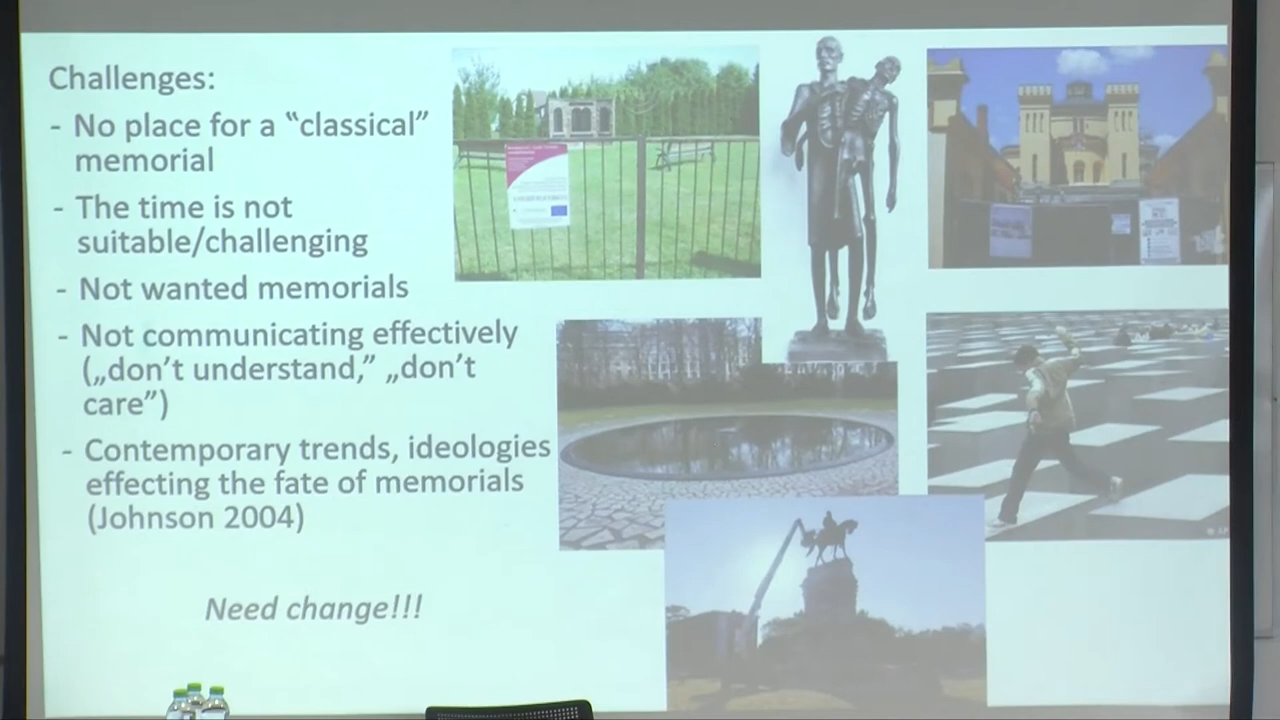 Challenges:
- No place for a “classical”
memorial
- The time is not
suitable/challenging
- Not wanted memorials
- Not communicating effectively
(„don’t understand,” „don’t
care”)
- Contemporary trends, ideologies
effecting the fate of memorials
(Johnson 2004)
Need change!!!